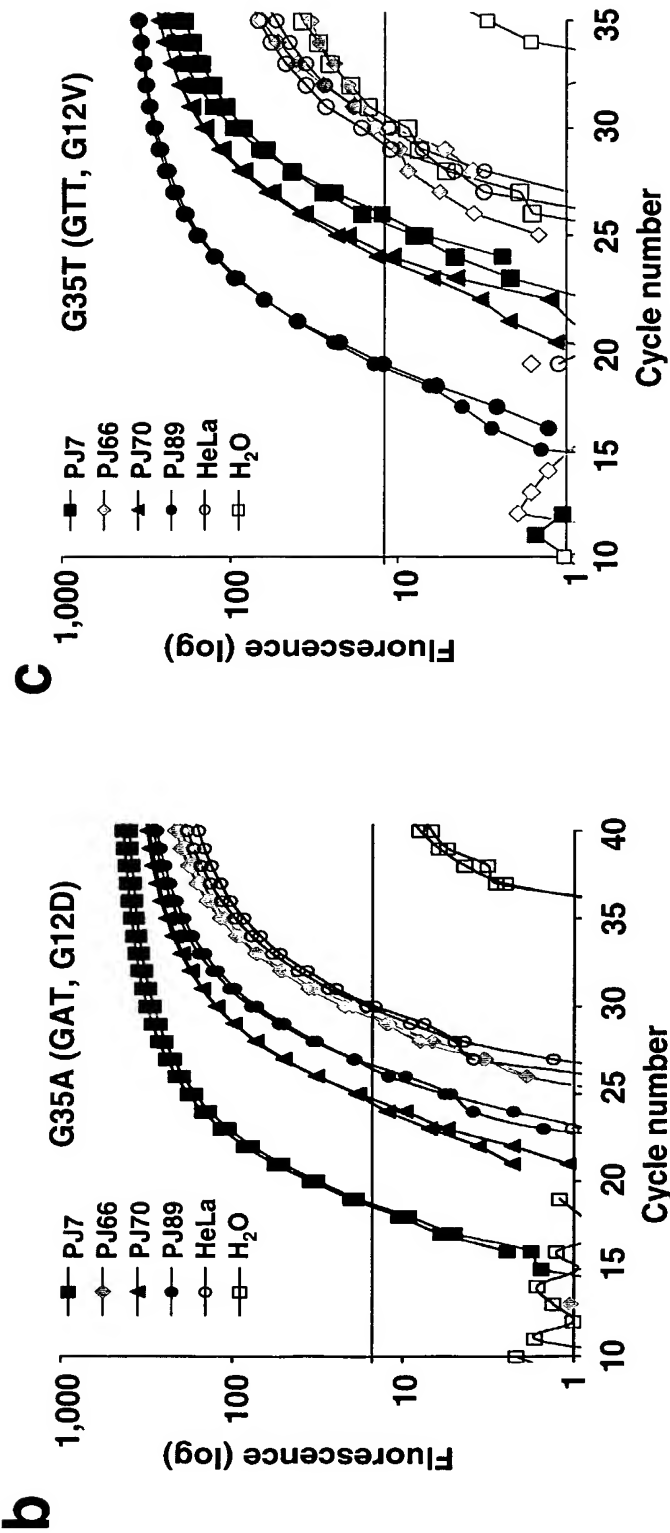 b
G35A (GAT, G12D)
1,000
100
10
1
Fluorescence (log)
PJ7
PJ66
PJ70
PJ89
HeLa
H₂O
10 15 20 25 30 35 40
Cycle number
c
G35T (GTT, G12V)
1,000
100
10
1
Fluorescence (log)
PJ7
PJ66
PJ70
PJ89
HeLa
H₂O
10 15 20 25 30 35
Cycle number